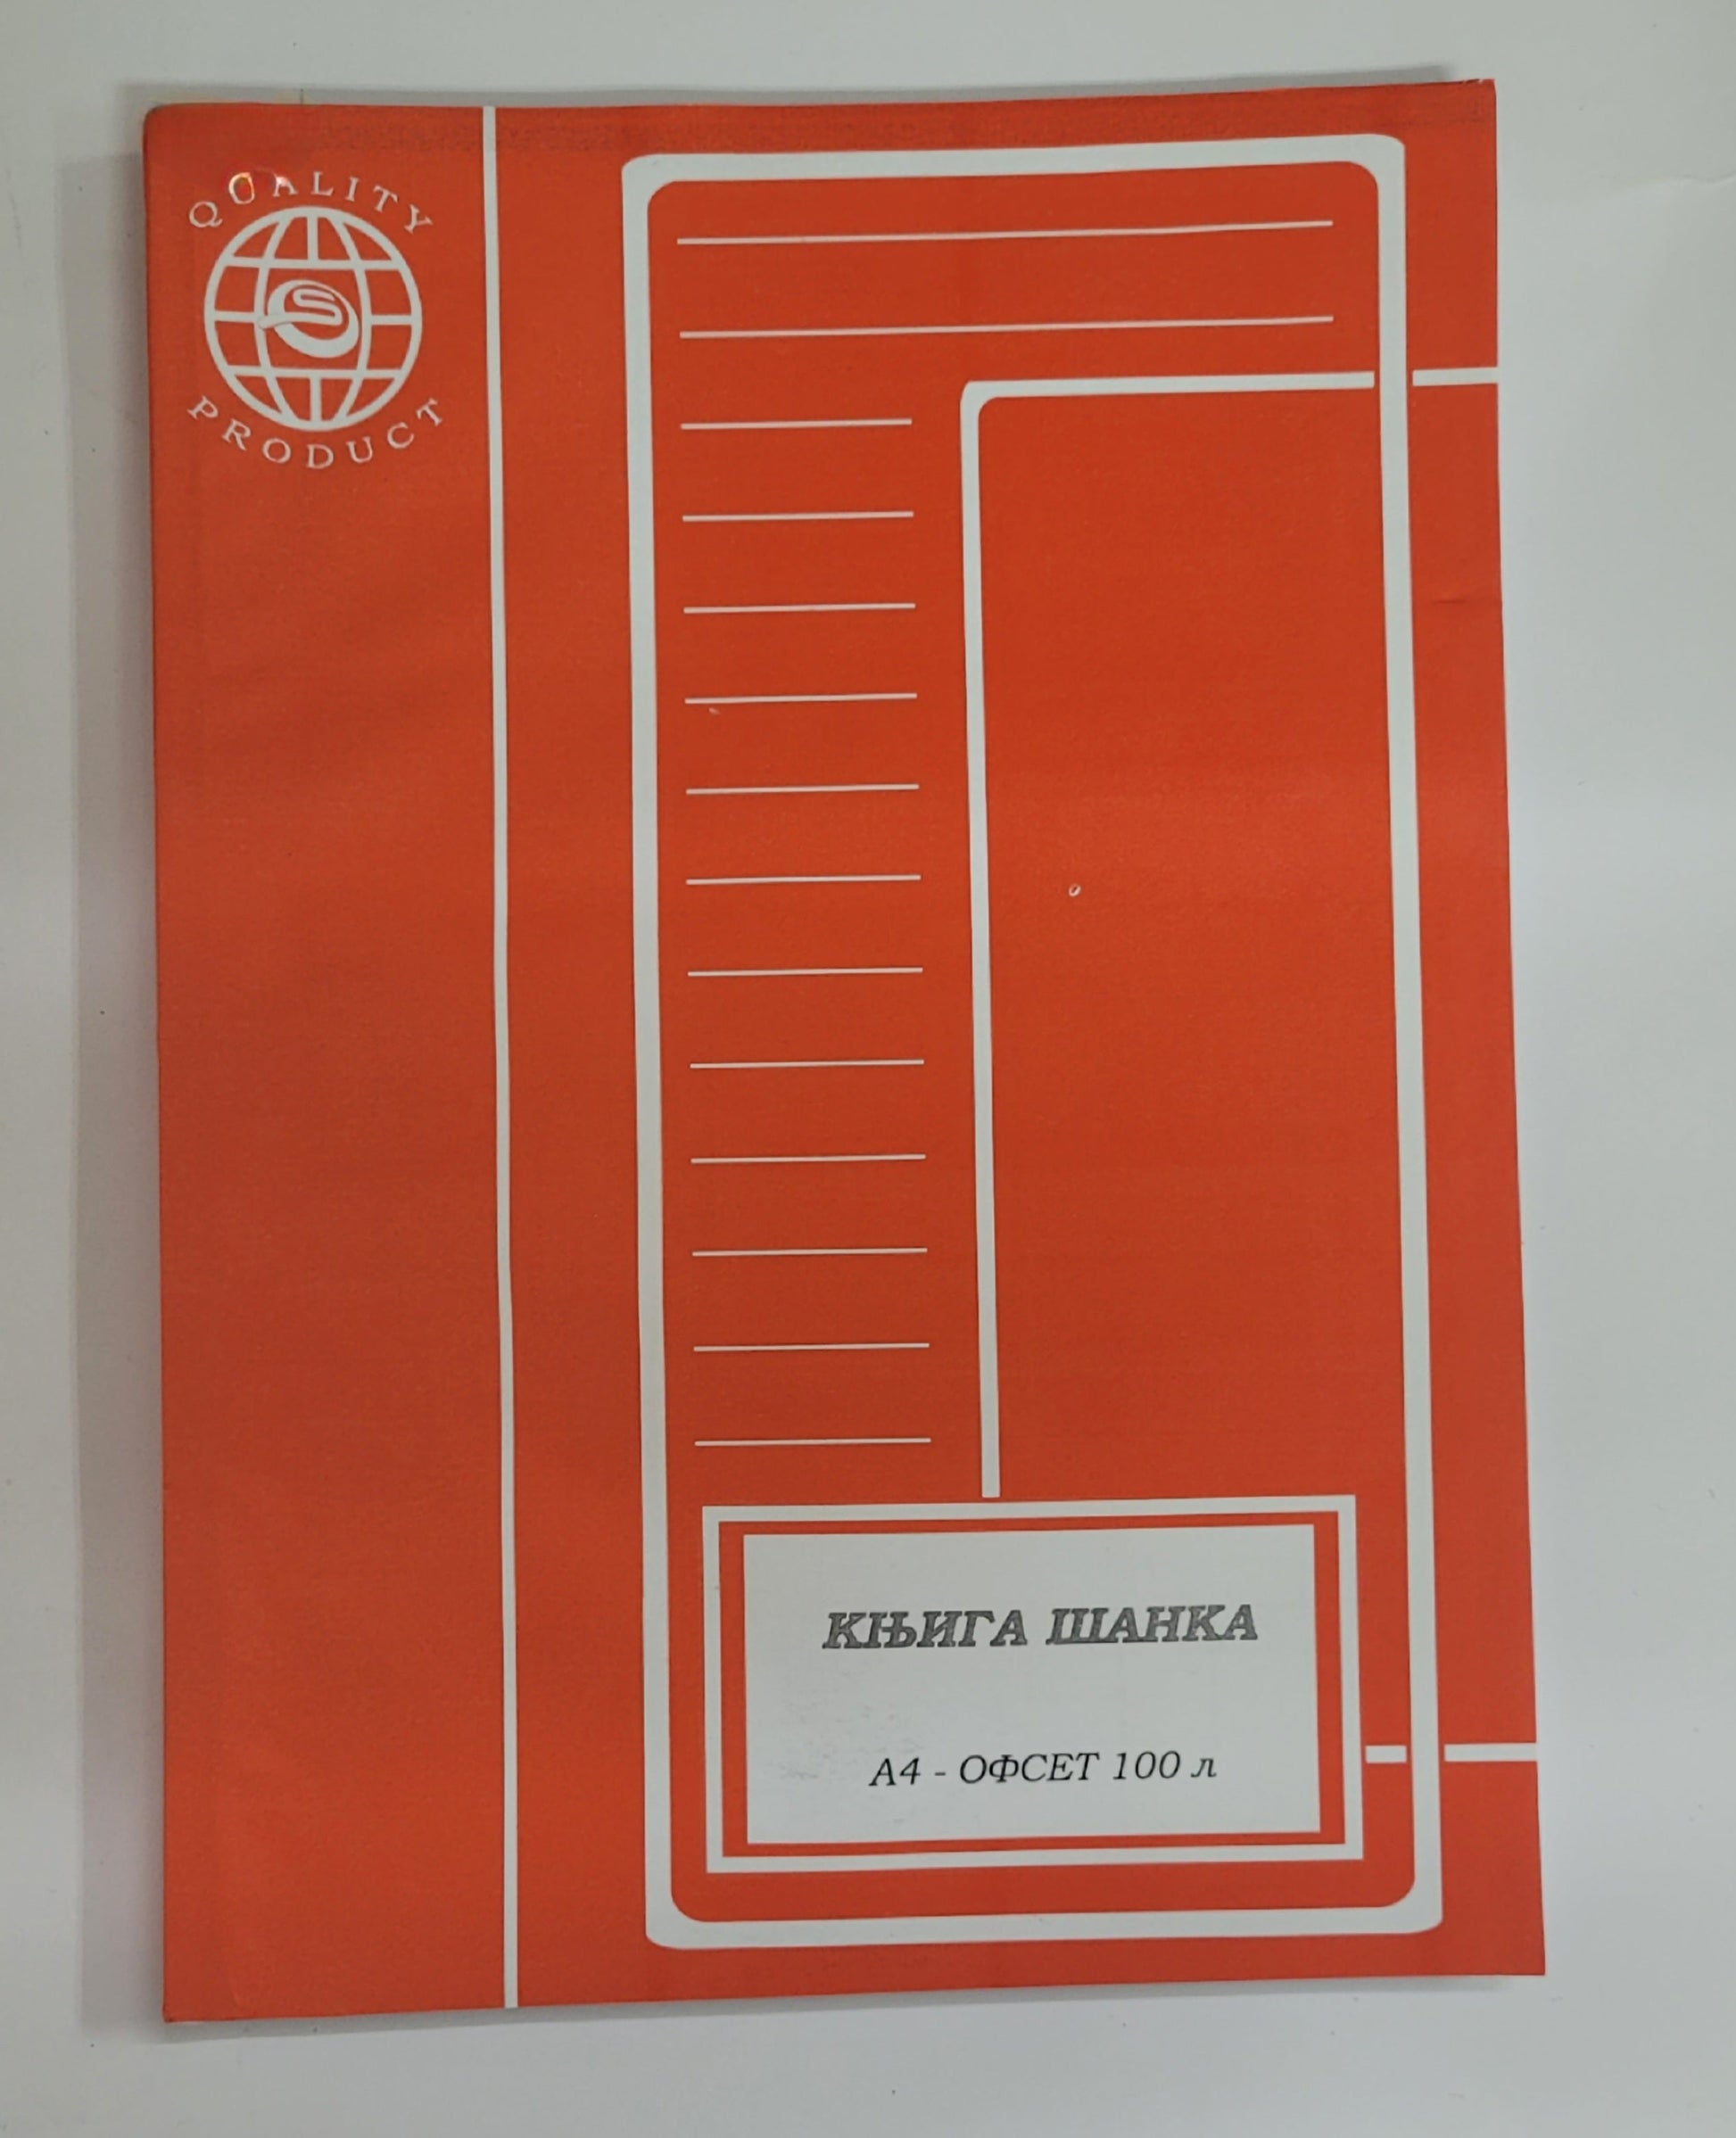 QUALITY
PRODUCT
КЊИГА ШАНКА
А4 - ОФСЕТ 100 л